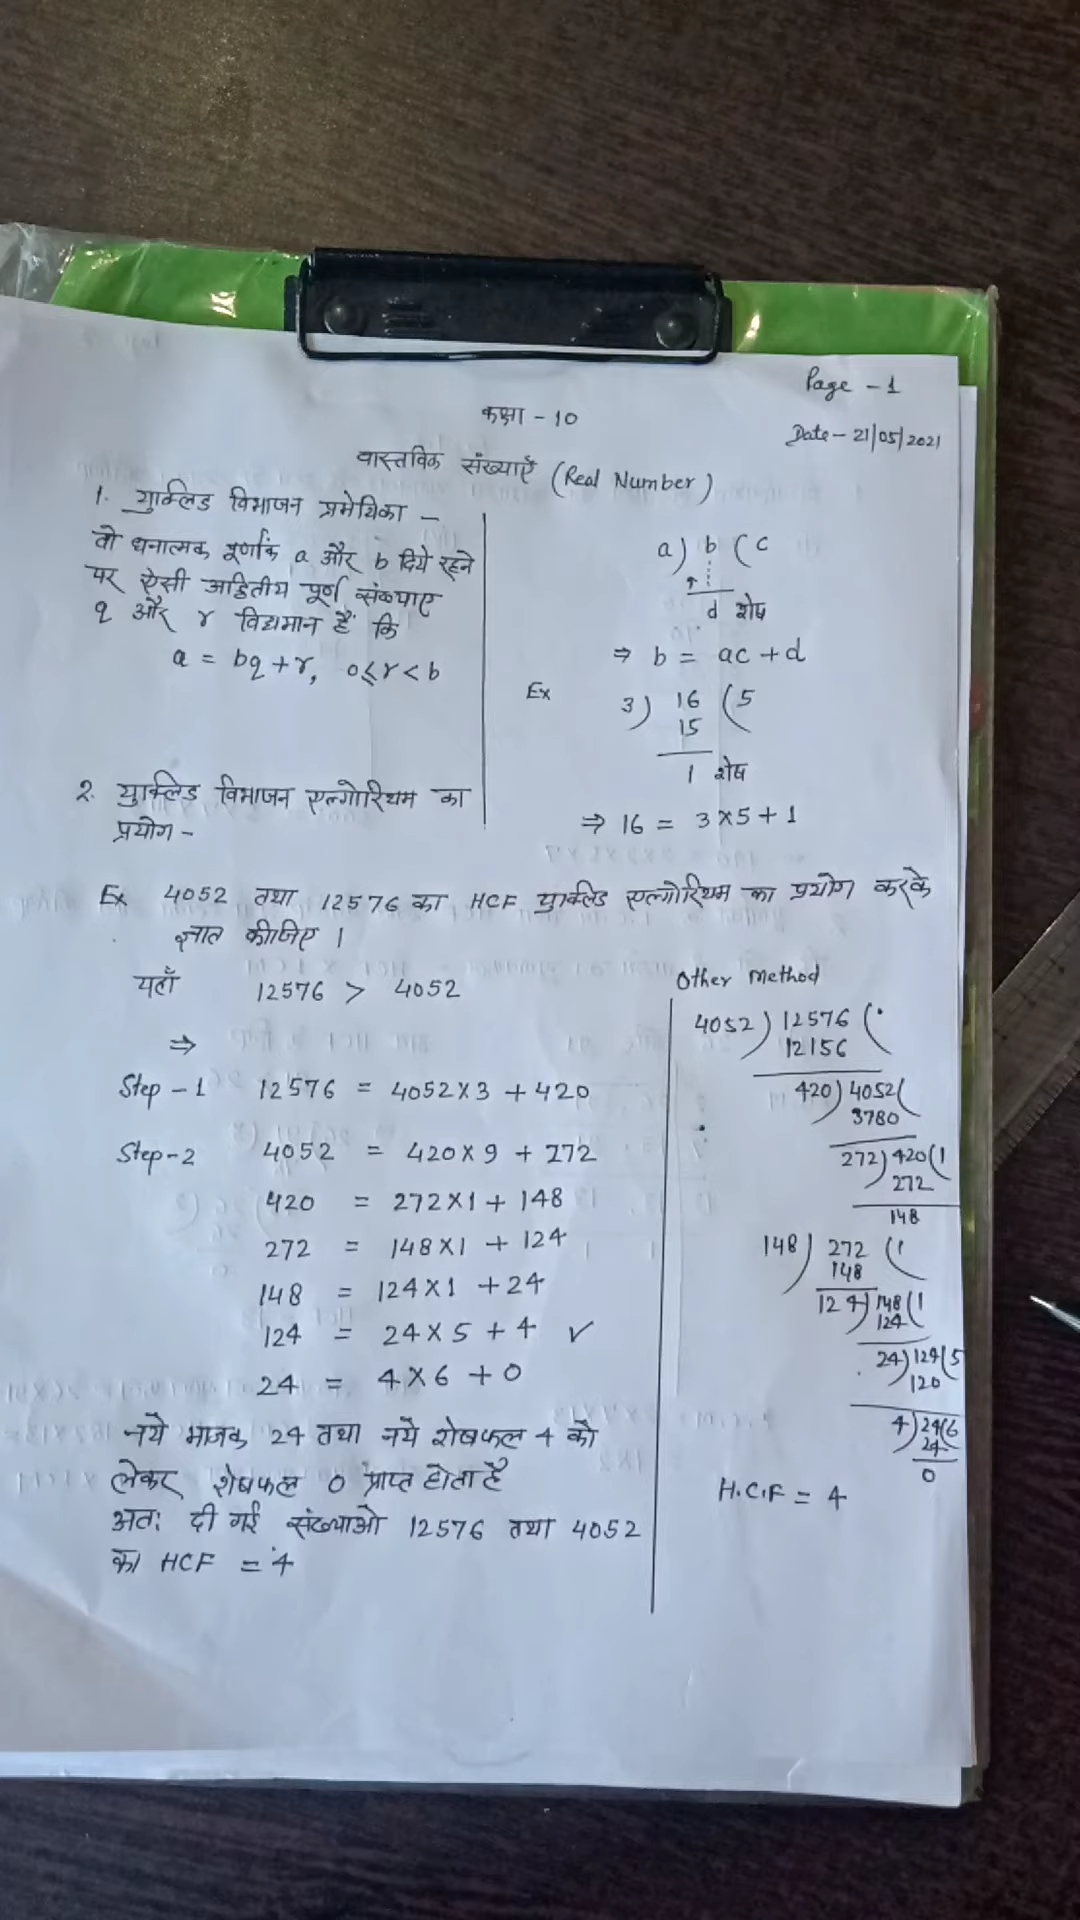 Page - 1
कक्षा - 10
Date - 21/05/2021
वास्तविक संख्याएँ (Real Number)
1. युक्लिड विभाजन प्रमेयिका -
दो धनात्मक पूर्णांक a और b दिये रहने
पर ऐसी अद्वितीय पूर्ण संख्याए
q और r विद्यमान हैं कि
a = bq + r, 0 ≤ r < b
a) b ( c
d शेष
⇒ b = ac + d
Ex
3) 16 ( 5
15
1 शेष
⇒ 16 = 3 × 5 + 1
2. युक्लिड विभाजन एल्गोरिथम का
प्रयोग -
Ex 4052 तथा 12576 का HCF युक्लिड एल्गोरिथम का प्रयोग करके
ज्ञात कीजिए ।
यहाँ 12576 > 4052
⇒
Step - 1 12576 = 4052 × 3 + 420
Step - 2 4052 = 420 × 9 + 272
420 = 272 × 1 + 148
272 = 148 × 1 + 124
148 = 124 × 1 + 24
124 = 24 × 5 + 4 ✓
24 = 4 × 6 + 0
नये भाजक 24 तथा नये शेषफल 4 को
लेकर शेषफल 0 प्राप्त होता है
अत: दी गई संख्याओ 12576 तथा 4052
का HCF = 4
Other Method
4052) 12576 (
12156
420) 4052 (
3780
272) 420 ( 1
272
148
148) 272 ( 1
148
124) 148 ( 1
124
24) 124 ( 5
120
4) 24 ( 6
24
0
H.C.F = 4